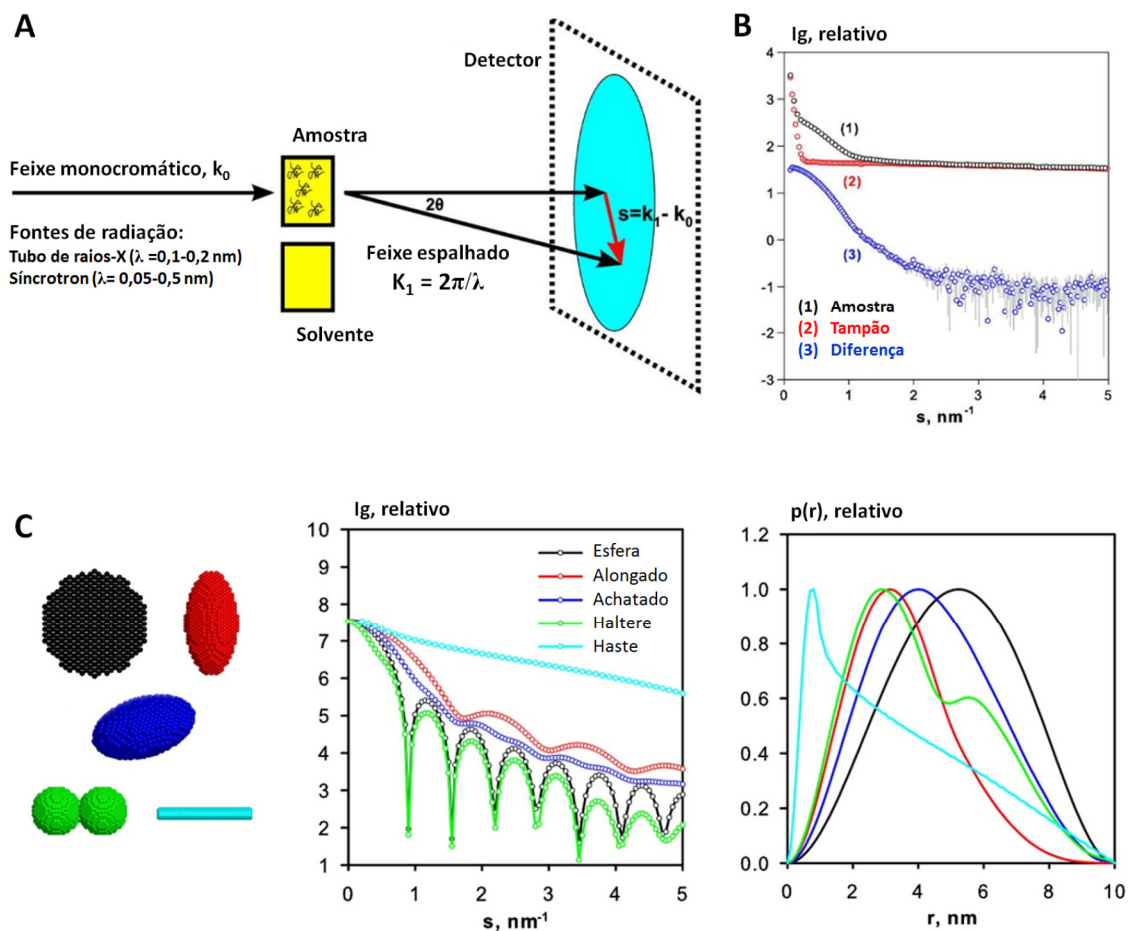 A
Detector
Amostra
Feixe monocromático, k0
2θ
s=k1- k0
Fontes de radiação:
Tubo de raios-X (λ =0,1-0,2 nm)
Síncrotron (λ= 0,05-0,5 nm)
Feixe espalhado
K1 = 2π/λ
Solvente
B
Ig, relativo
4
3
2
1
0
-1
-2
-3
(1)
(2)
(3)
(1) Amostra
(2) Tampão
(3) Diferença
0 1 2 3 4 5
s, nm-1
C
Ig, relativo
10
9
8
7
6
5
4
3
2
1
Esfera
Alongado
Achatado
Haltere
Haste
0 1 2 3 4 5
s, nm-1
p(r), relativo
1.2
1.0
0.8
0.6
0.4
0.2
0.0
0 2 4 6 8 10
r, nm